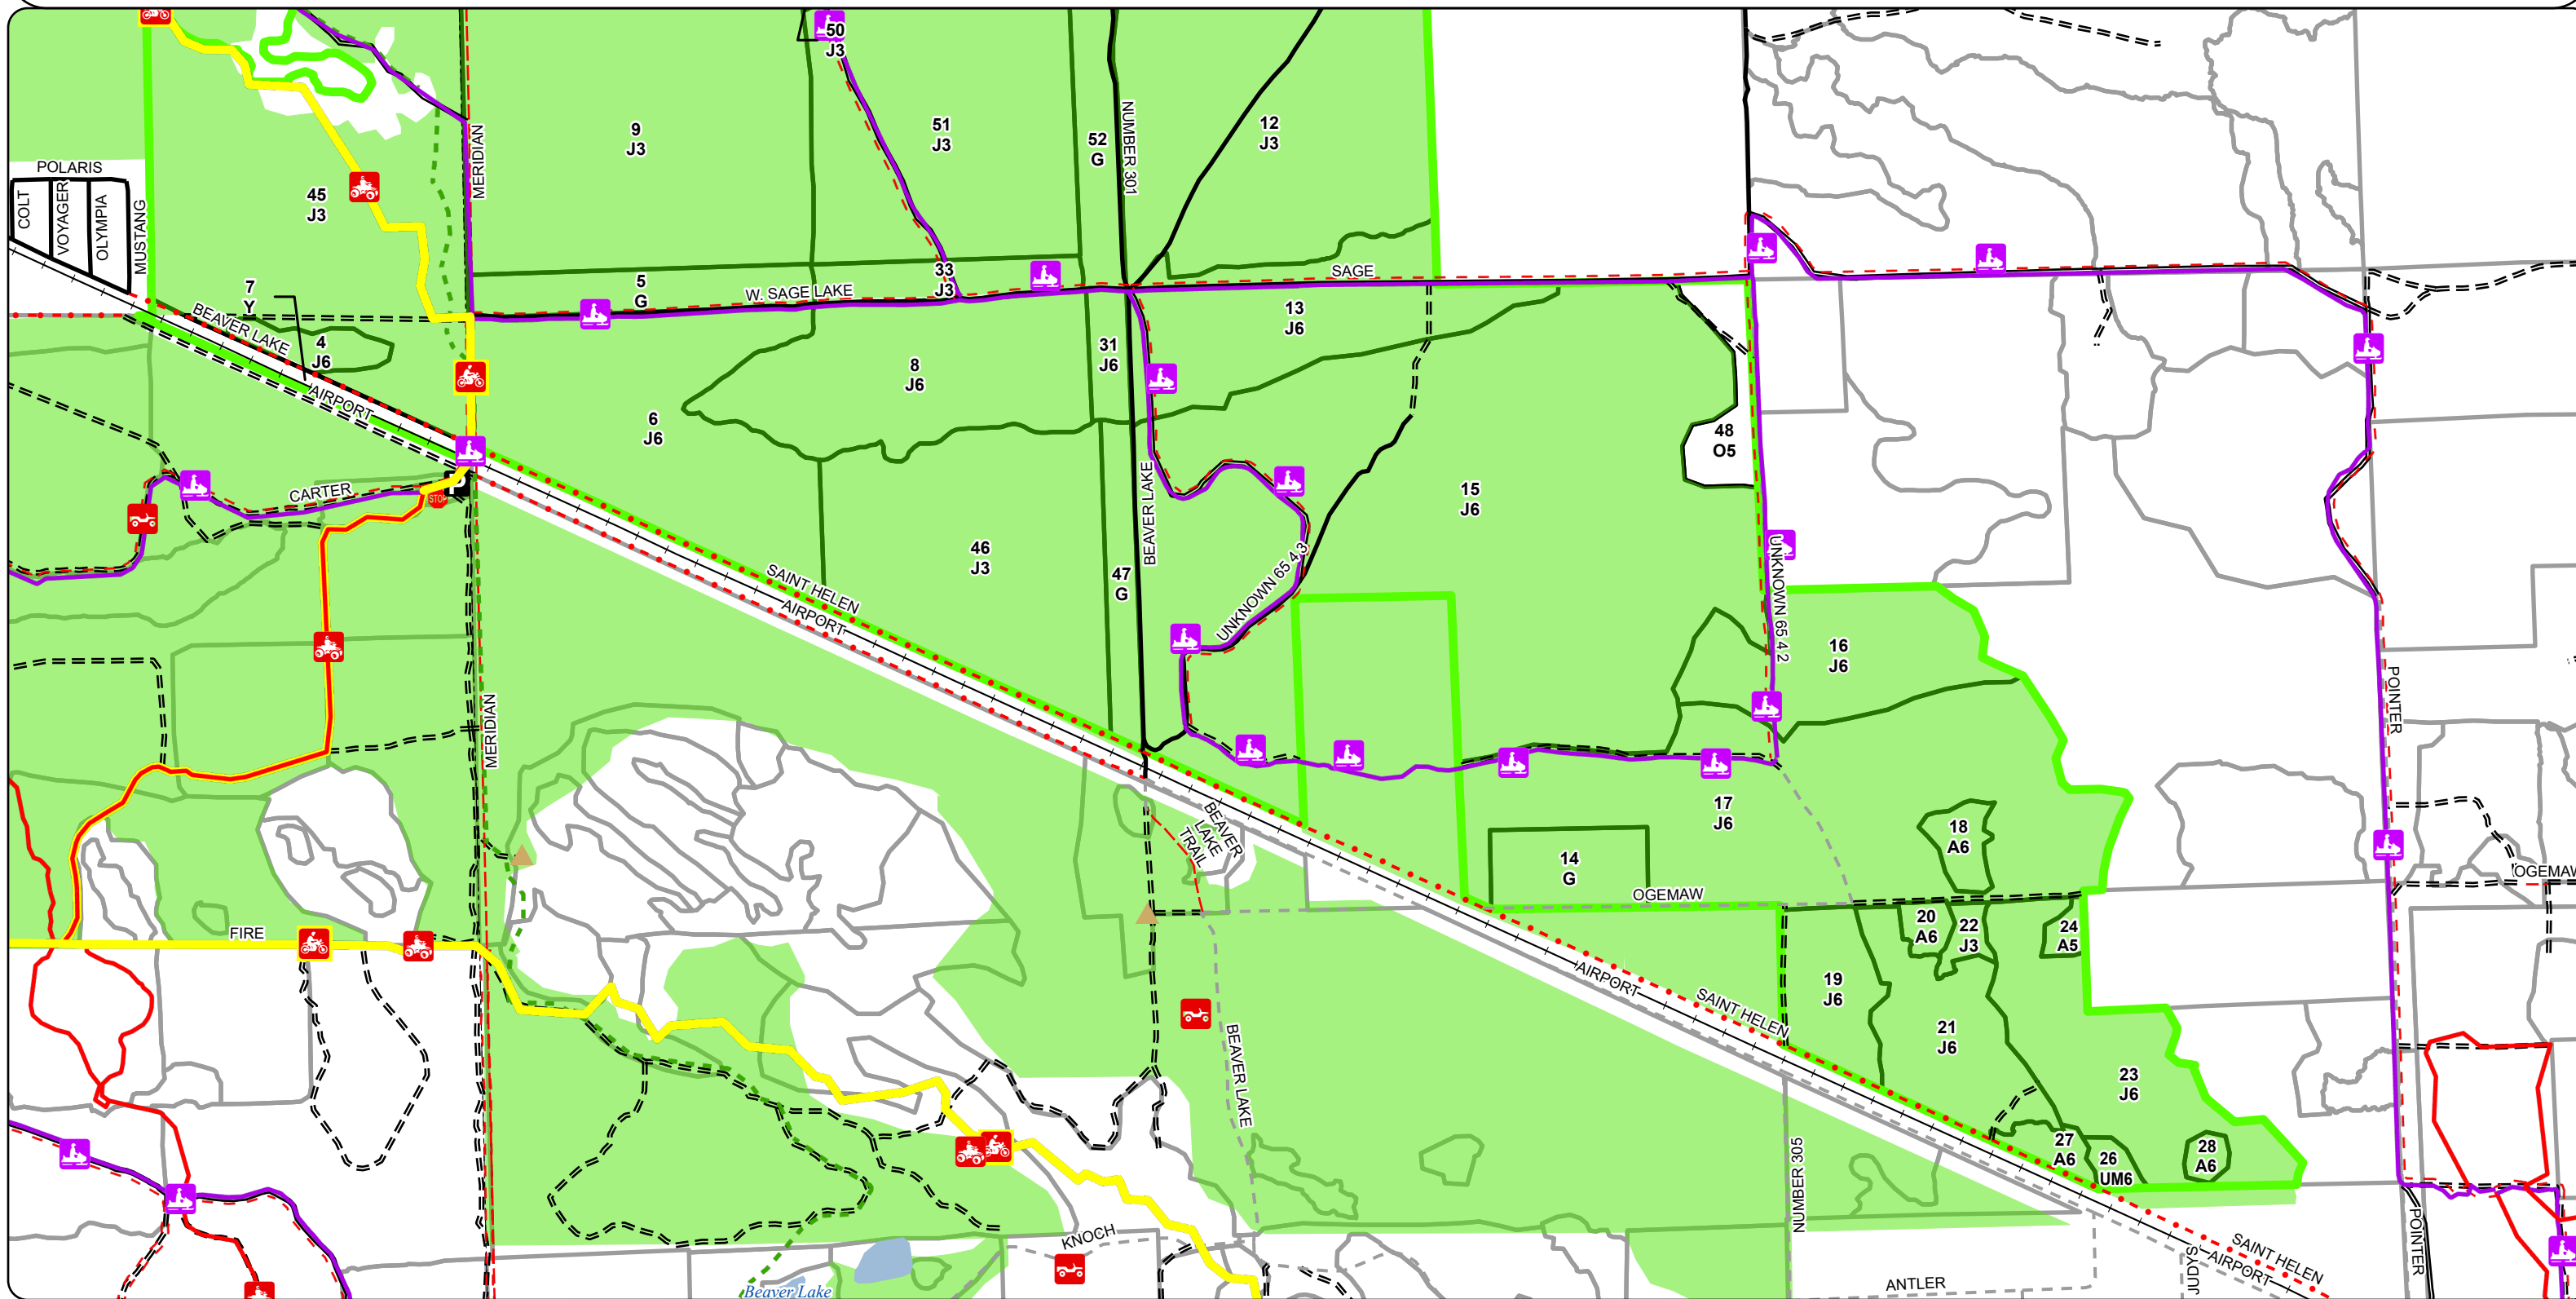 50
J3
9
J3
51
J3
52
G
NUMBER 301
12
J3
MERIDIAN
POLARIS
COLT
VOYAGER
OLYMPIA
MUSTANG
45
J3
7
Y
BEAVER LAKE
4
J6
AIRPORT
5
G
W. SAGE LAKE
33
J3
SAGE
13
J6
31
J6
8
J6
6
J6
48
O5
15
J6
CARTER
STOP
P
46
J3
47
G
BEAVER LAKE
UNKNOWN 65 4 3
UNKNOWN 65 4 2
SAINT HELEN
AIRPORT
16
J6
MERIDIAN
POINTER
17
J6
18
A6
14
G
BEAVER
LAKE
TRAIL
OGEMAW
OGEMAW
20
A6
22
J3
24
A5
FIRE
19
J6
AIRPORT
SAINT HELEN
21
J6
23
J6
BEAVER LAKE
27
A6
26
UM6
28
A6
NUMBER 305
KNOCH
POINTER
Beaver Lake
JUDYS
SAINT HELEN
AIRPORT
ANTLER